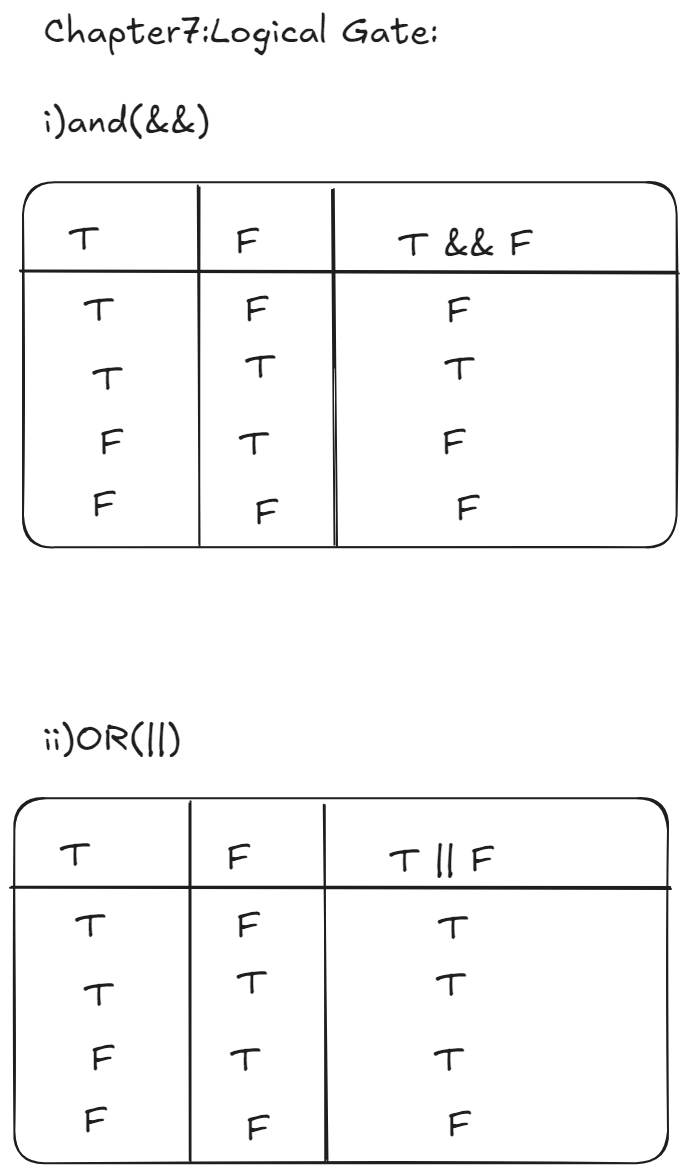 Chapter7:Logical Gate:
i)and(&&)
T F T && F
T F F
T T T
F T F
F F F
ii)OR(||)
T F T || F
T F T
T T T
F T T
F F F